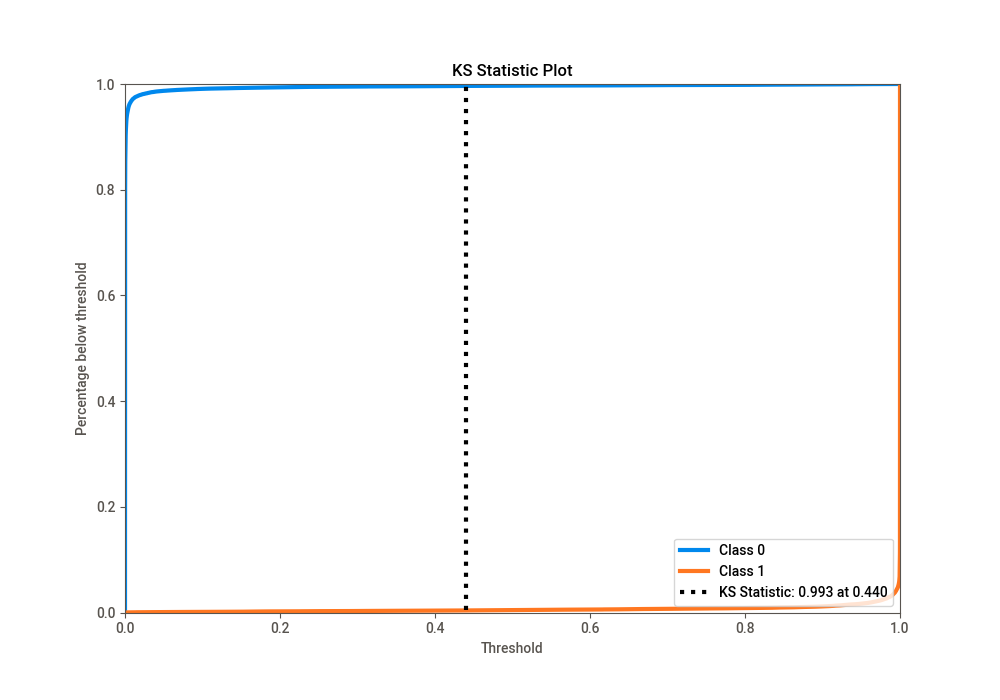 KS Statistic Plot
1.0
0.8
0.6
0.4
0.2
0.0
Percentage below threshold
0.0 0.2 0.4 0.6 0.8 1.0
Threshold
Class 0
Class 1
KS Statistic: 0.993 at 0.440